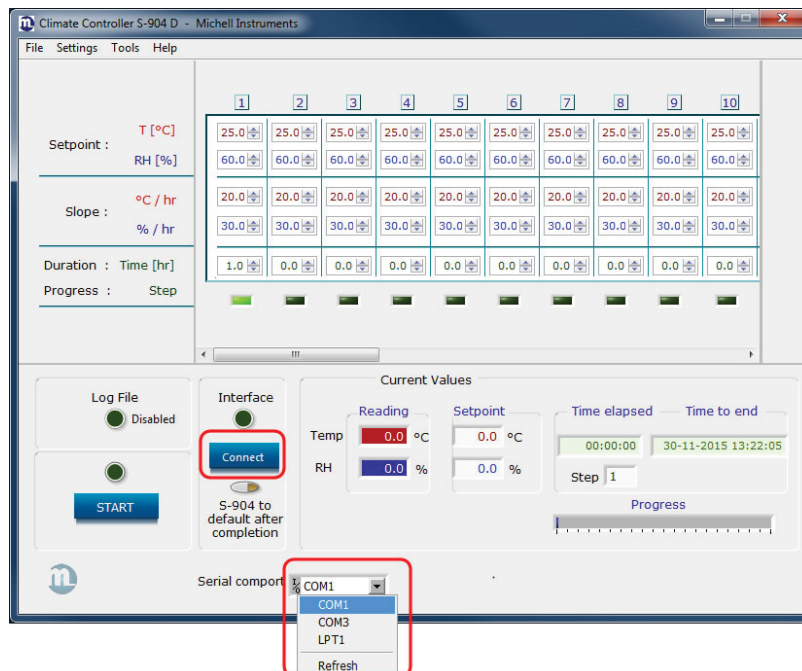 Climate Controller S-904 D - Michell Instruments
File Settings Tools Help
1 2 3 4 5 6 7 8 9 10
Setpoint : T [°C] 25.0 25.0 25.0 25.0 25.0 25.0 25.0 25.0 25.0 25.0
RH [%] 60.0 60.0 60.0 60.0 60.0 60.0 60.0 60.0 60.0 60.0
Slope : °C / hr 20.0 20.0 20.0 20.0 20.0 20.0 20.0 20.0 20.0 20.0
% / hr 30.0 30.0 30.0 30.0 30.0 30.0 30.0 30.0 30.0 30.0
Duration : Time [hr] 1.0 0.0 0.0 0.0 0.0 0.0 0.0 0.0 0.0 0.0
Progress : Step
Log File
Disabled
START
Interface
Connect
S-904 to
default after
completion
Current Values
Reading Setpoint
Temp 0.0 °C 0.0 °C
RH 0.0 % 0.0 %
Time elapsed Time to end
00:00:00 30-11-2015 13:22:05
Step 1
Progress
m
Serial comport I/O COM1
COM1
COM3
LPT1
Refresh